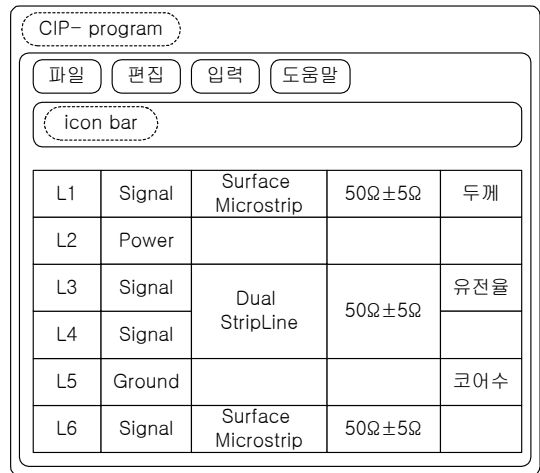 CIP- program
파일 편집 입력 도움말
icon bar
L1 Signal Surface Microstrip 50Ω±5Ω 두께
L2 Power
L3 Signal Dual StripLine 50Ω±5Ω 유전율
L4 Signal
L5 Ground 코어수
L6 Signal Surface Microstrip 50Ω±5Ω